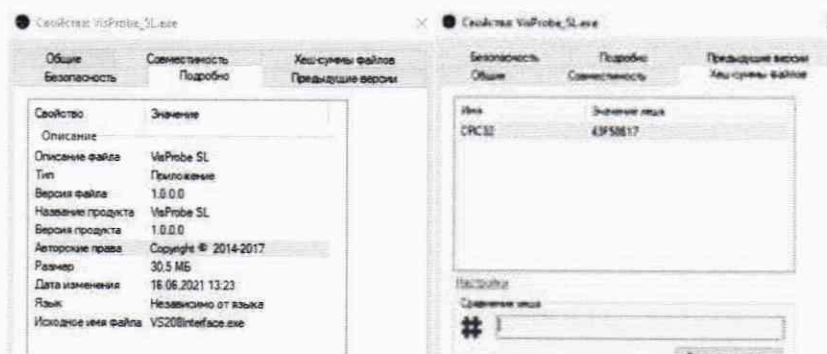 Свойства: VisProbe_SL.exe
Общие Совместимость Хеш-суммы файлов
Безопасность Подробно Предыдущие версии
Свойство Значение
Описание
Описание файла VisProbe SL
Тип Приложение
Версия файла 1.0.0.0
Название продукта VisProbe SL
Версия продукта 1.0.0.0
Авторские права Copyright © 2014-2017
Размер 30,5 МБ
Дата изменения 16.06.2021 13:23
Язык Независимо от языка
Исходное имя файла VS208Interface.exe
Свойства: VisProbe_SL.exe
Безопасность Подробно Предыдущие версии
Общие Совместимость Хеш-суммы файлов
Имя Значение хеша
CRC32
Настройки
Сравнение хеша
#